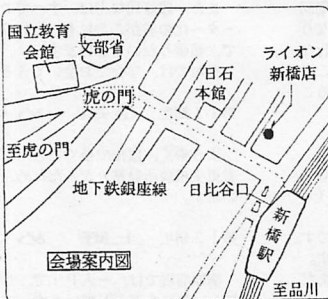 国立教育
会館
文部省
ライオン
新橋店
日石
本館
虎の門
至虎の門
地下鉄銀座線
日比谷口
新橋駅
会場案内図
至品川